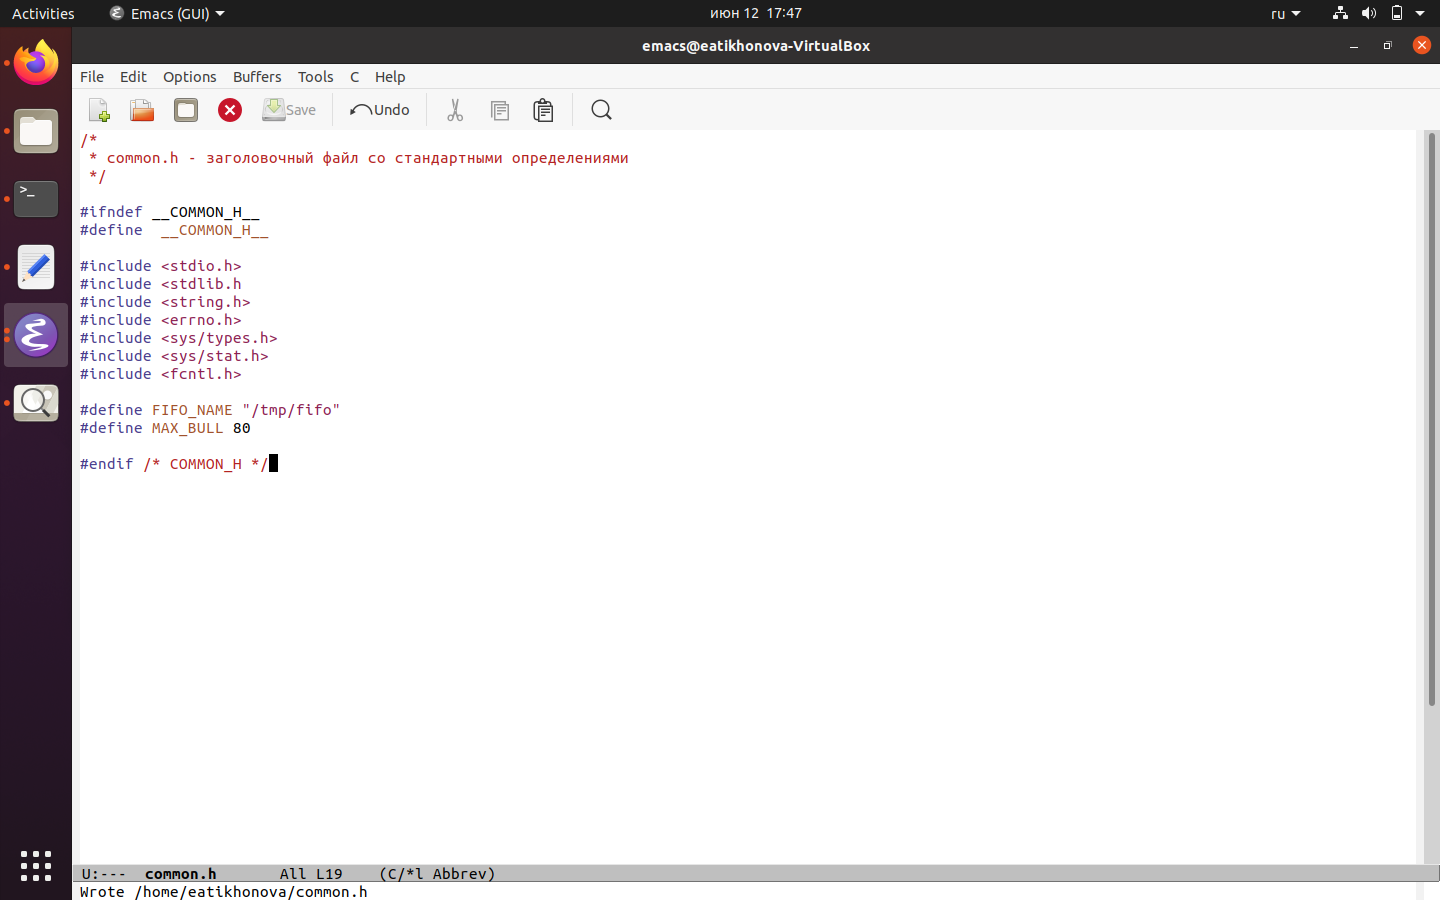 Activities Emacs (GUI) июн 12 17:47 ru
emacs@eatikhonova-VirtualBox
File Edit Options Buffers Tools C Help
Save Undo
/*
 * common.h - заголовочный файл со стандартными определениями
 */
#ifndef __COMMON_H__
#define  __COMMON_H__
#include <stdio.h>
#include <stdlib.h
#include <string.h>
#include <errno.h>
#include <sys/types.h>
#include <sys/stat.h>
#include <fcntl.h>
#define FIFO_NAME "/tmp/fifo"
#define MAX_BULL 80
#endif /* COMMON_H */
U:--- common.h All L19 (C/*l Abbrev)
Wrote /home/eatikhonova/common.h